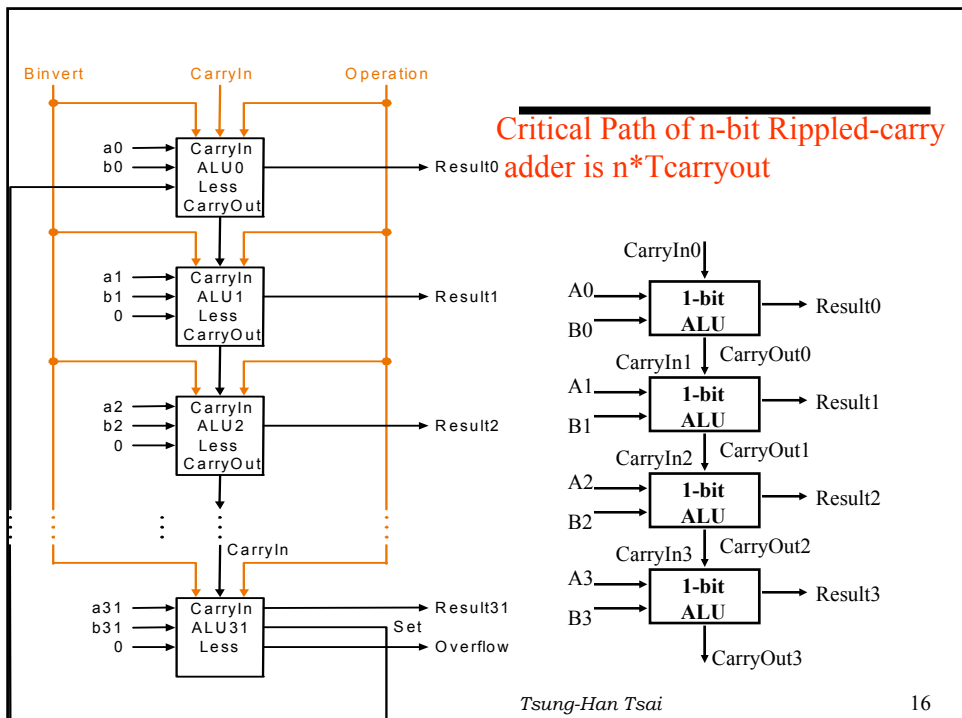 Binvert CarryIn Operation
Critical Path of n-bit Rippled-carry
adder is n*Tcarryout
a0
b0
CarryIn
ALU0
Less
CarryOut
Result0
a1
b1
0
CarryIn
ALU1
Less
CarryOut
Result1
a2
b2
0
CarryIn
ALU2
Less
CarryOut
Result2
CarryIn
a31
b31
0
CarryIn
ALU31
Less
Result31
Set
Overflow
CarryIn0
A0
B0
1-bit
ALU
Result0
CarryIn1
CarryOut0
A1
B1
1-bit
ALU
Result1
CarryIn2
CarryOut1
A2
B2
1-bit
ALU
Result2
CarryIn3
CarryOut2
A3
B3
1-bit
ALU
Result3
CarryOut3
Tsung-Han Tsai 16